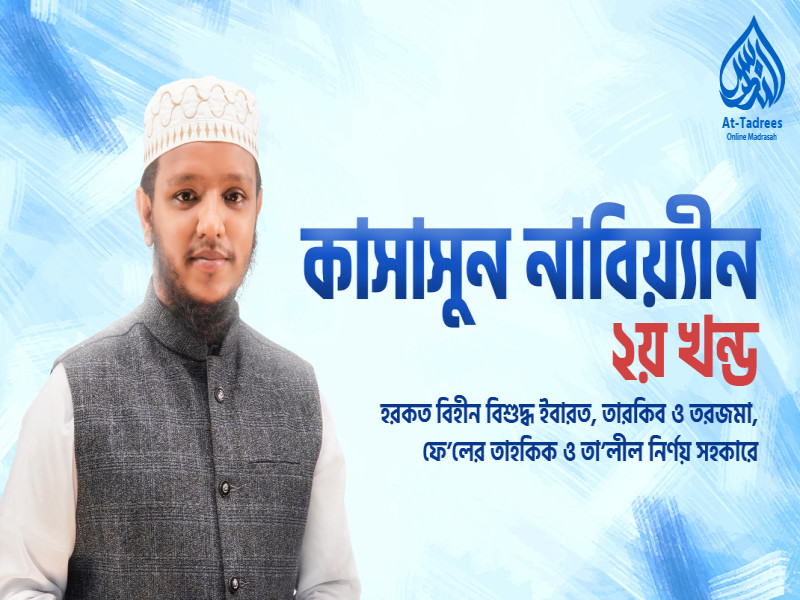 At-Tadrees
Online Madrasah
কাসাসুন নাবিয়্যীন
২য় খন্ড
হরকত বিহীন বিশুদ্ধ ইবারত, তারকিব ও তরজমা,
ফে'লের তাহকিক ও তা'লীল নির্ণয় সহকারে